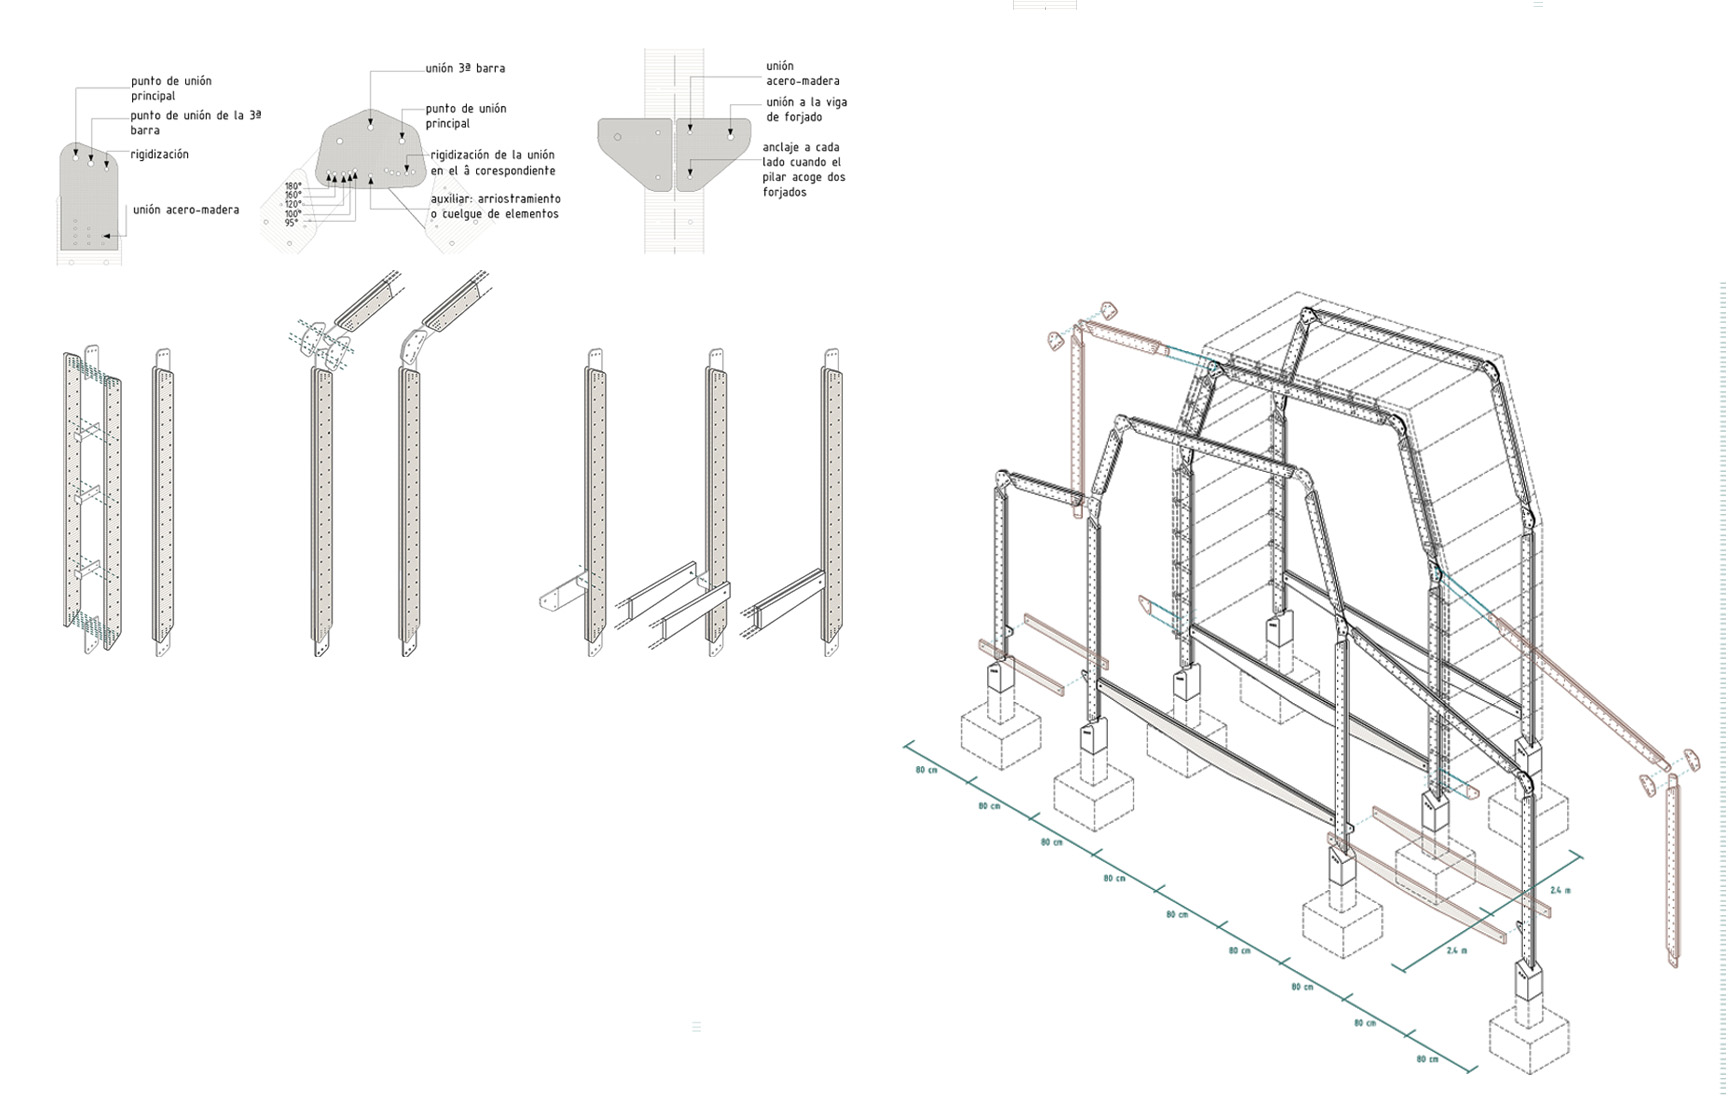 punto de unión
principal
punto de unión de la 3ª
barra
rigidización
unión acero-madera
unión 3ª barra
punto de unión
principal
rigidización de la unión
en el â corespondiente
180°
160°
120°
100°
95°
auxiliar: arriostramiento
o cuelgue de elementos
unión
acero-madera
unión a la viga
de forjado
anclaje a cada
lado cuando el
pilar acoge dos
forjados
80 cm
80 cm
80 cm
80 cm
80 cm
80 cm
80 cm
80 cm
80 cm
2.4 m
2.4 m